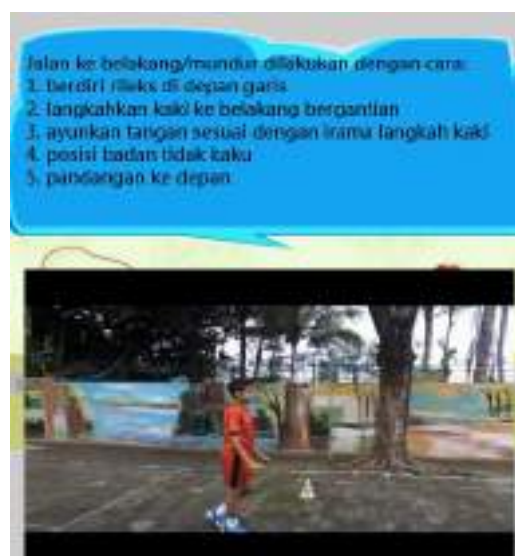 Jalan ke belakang/mundur dilakukan dengan cara:
1. berdiri rileks di depan garis
2. langkahkan kaki ke belakang bergantian
3. ayunkan tangan sesuai dengan irama langkah kaki
4. posisi badan tidak kaku
5. pandangan ke depan